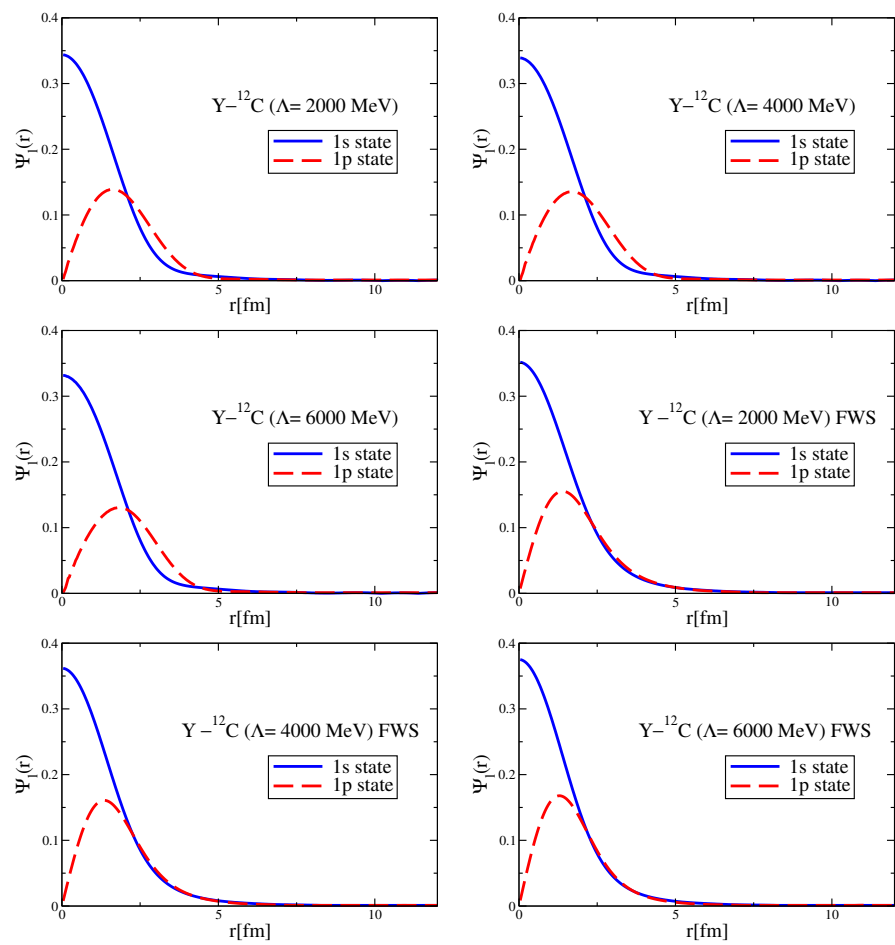 0.4
0.3
0.2
0.1
0
Ψ_l(r)
Y−^12C (Λ= 2000 MeV)
1s state
1p state
0 5 10
r[fm]
0.4
0.3
0.2
0.1
0
Ψ_l(r)
Y−^12C (Λ= 4000 MeV)
1s state
1p state
0 5 10
r[fm]
0.4
0.3
0.2
0.1
0
Ψ_l(r)
Y−^12C (Λ= 6000 MeV)
1s state
1p state
0 5 10
r[fm]
0.4
0.3
0.2
0.1
0
Ψ_l(r)
Y −^12C (Λ= 2000 MeV) FWS
1s state
1p state
0 5 10
r[fm]
0.4
0.3
0.2
0.1
0
Ψ_l(r)
Y −^12C (Λ= 4000 MeV) FWS
1s state
1p state
0 5 10
r[fm]
0.4
0.3
0.2
0.1
0
Ψ_l(r)
Y−^12C (Λ= 6000 MeV) FWS
1s state
1p state
0 5 10
r[fm]